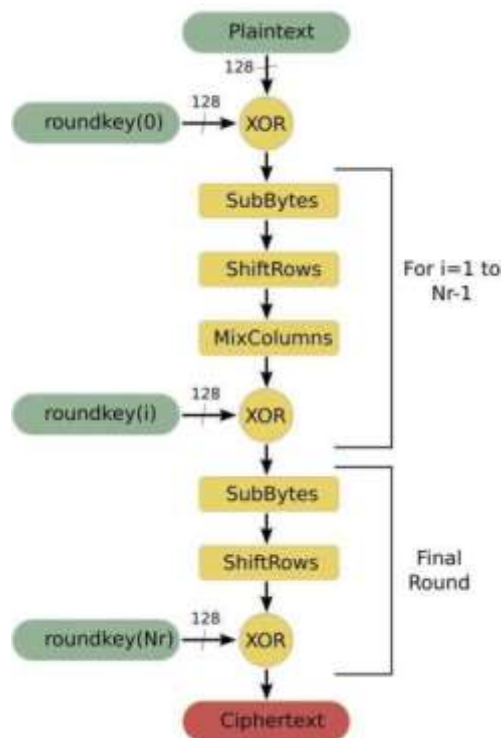 Plaintext
128
128
roundkey(0)
XOR
SubBytes
ShiftRows
For i=1 to
Nr-1
MixColumns
128
roundkey(i)
XOR
SubBytes
ShiftRows
Final
Round
128
roundkey(Nr)
XOR
Ciphertext